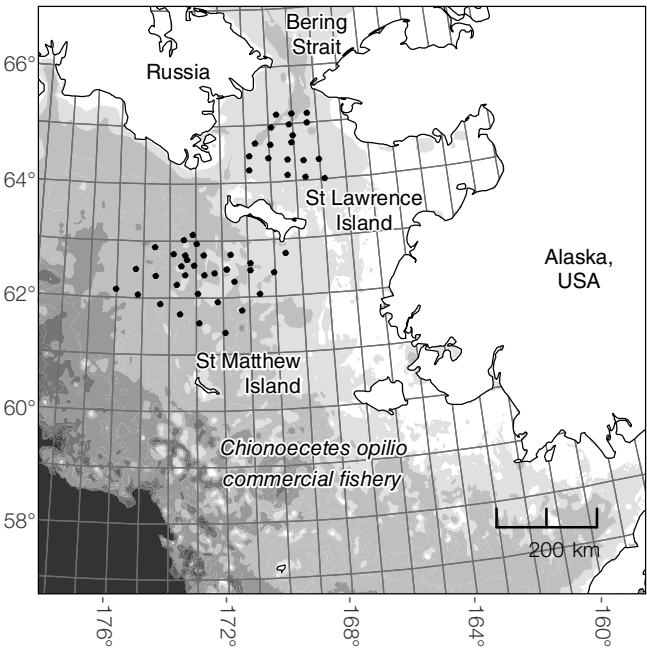 Bering
Strait
66°
Russia
64°
St Lawrence
Island
Alaska,
USA
62°
St Matthew
Island
60°
Chionoecetes opilio
commercial fishery
58°
200 km
-176°
-172°
-168°
-164°
-160°